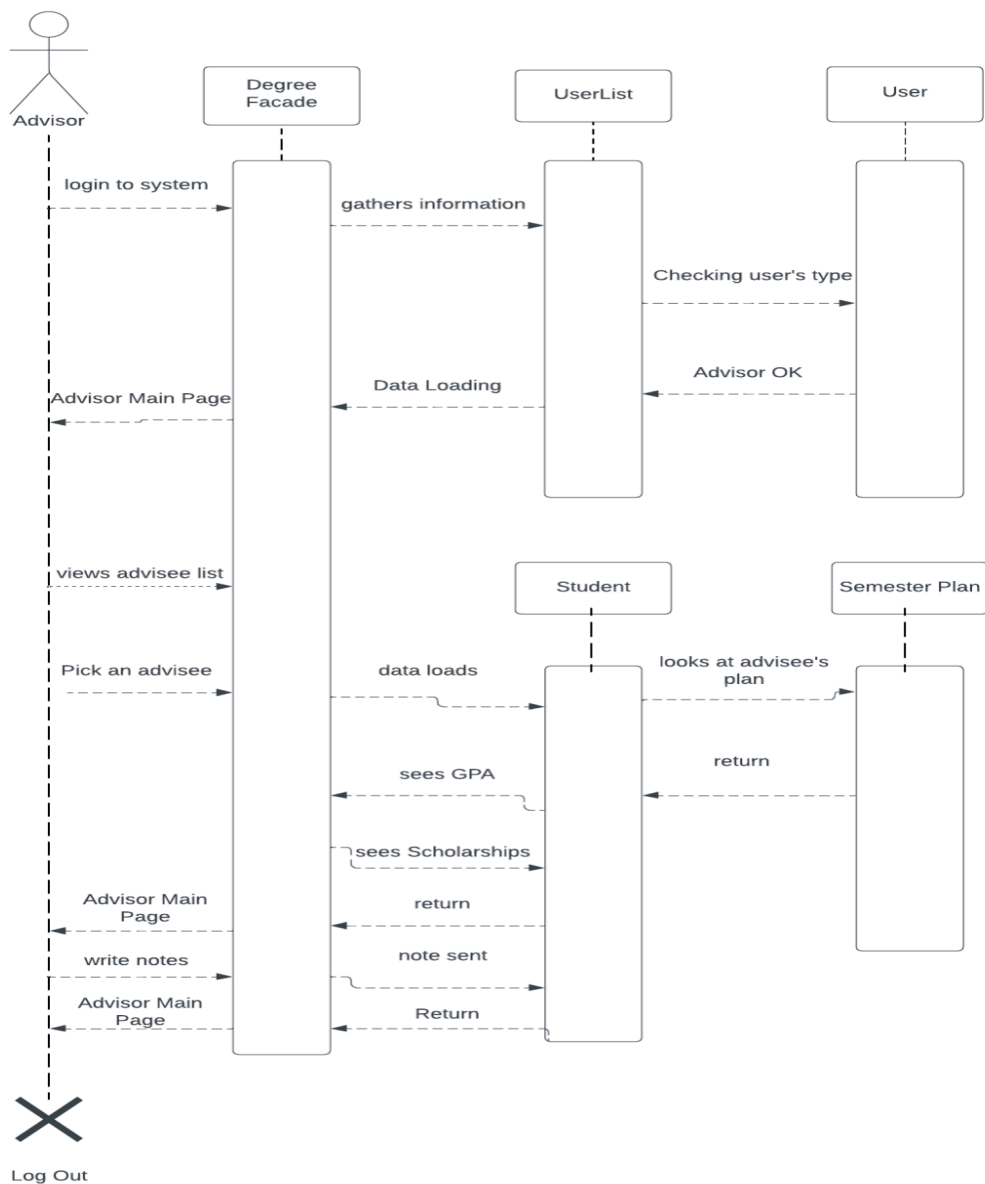 Advisor
Degree
Facade
UserList
User
login to system
gathers information
Checking user's type
Advisor OK
Data Loading
Advisor Main Page
views advisee list
Student
Semester Plan
Pick an advisee
data loads
looks at advisee's
plan
return
sees GPA
sees Scholarships
Advisor Main
Page
return
write notes
note sent
Advisor Main
Page
Return
Log Out